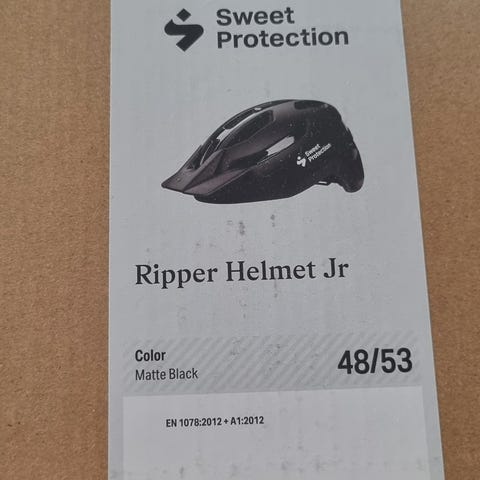 Sweet
Protection
Sweet
Protection
Ripper Helmet Jr
Color
Matte Black
48/53
EN 1078:2012 + A1:2012